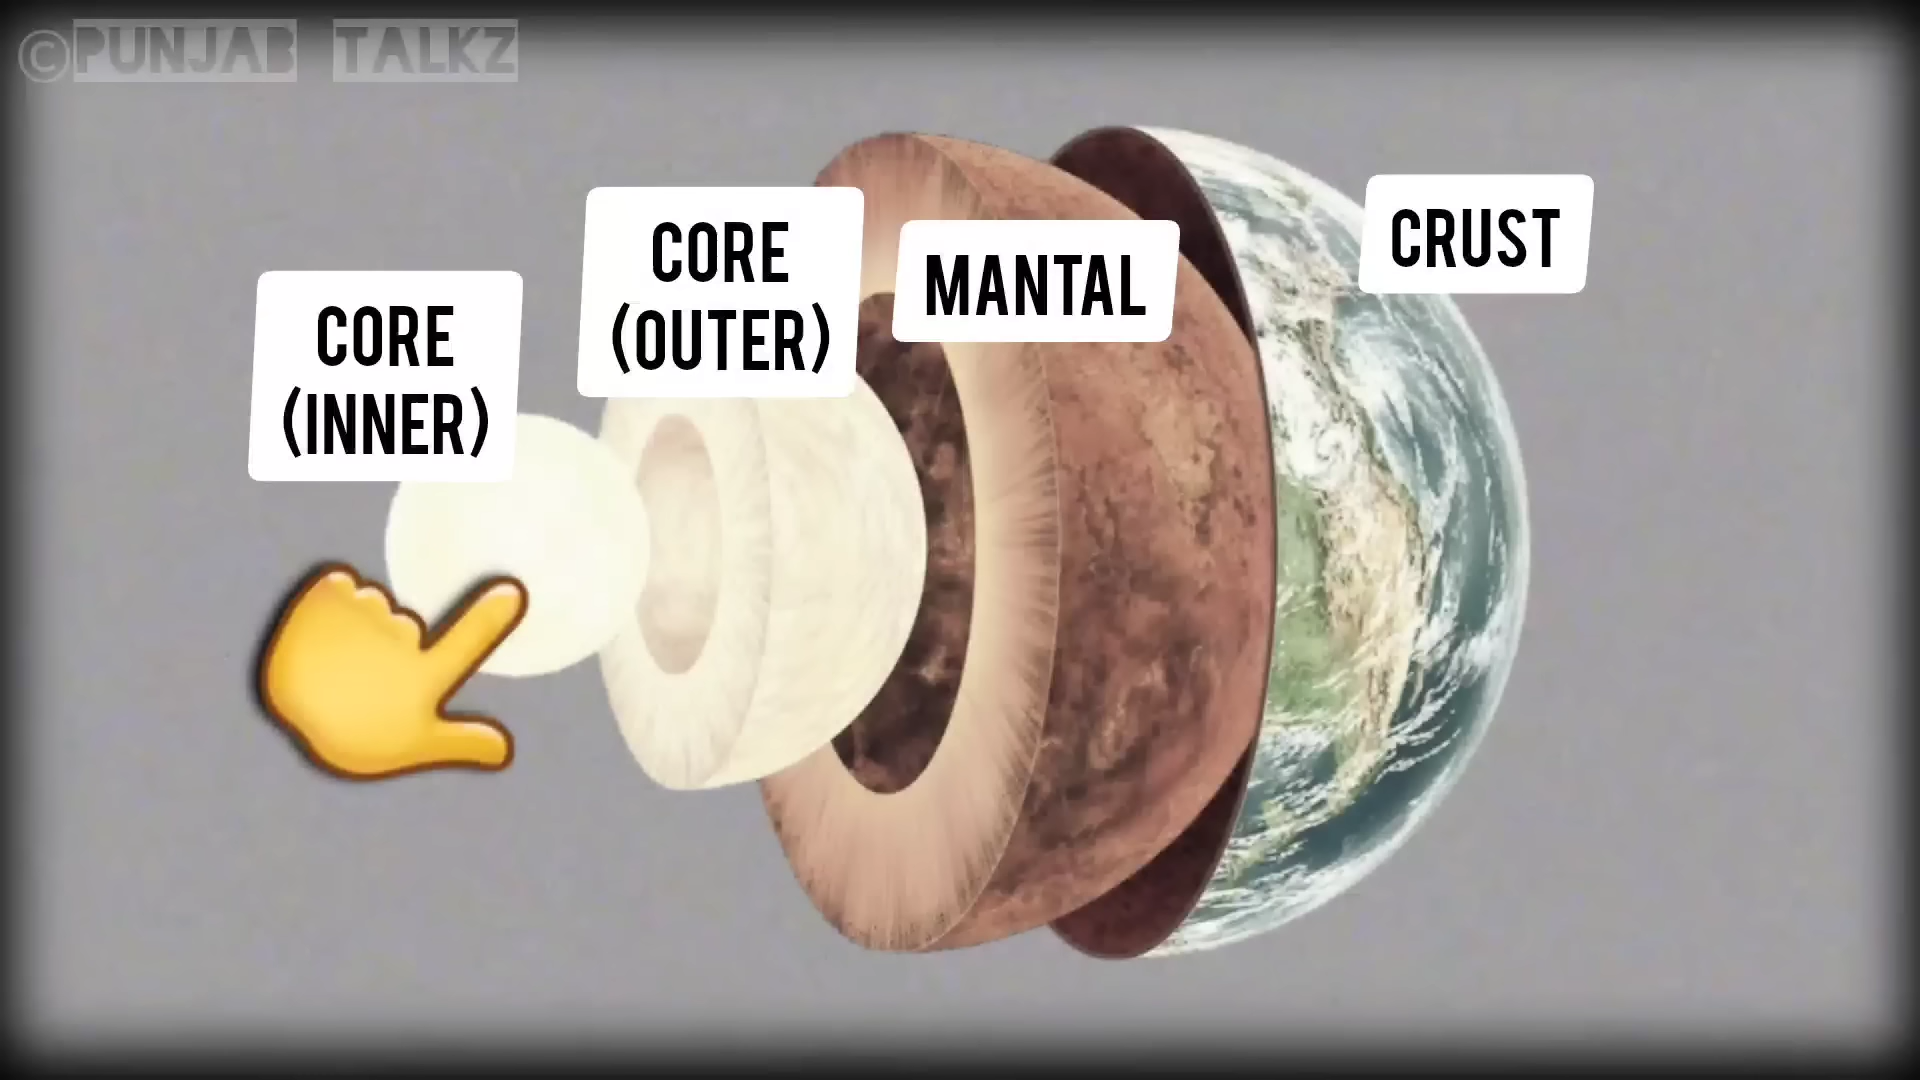 ©PUNJAB TALKZ
CORE
(INNER)
CORE
(OUTER)
MANTAL
CRUST